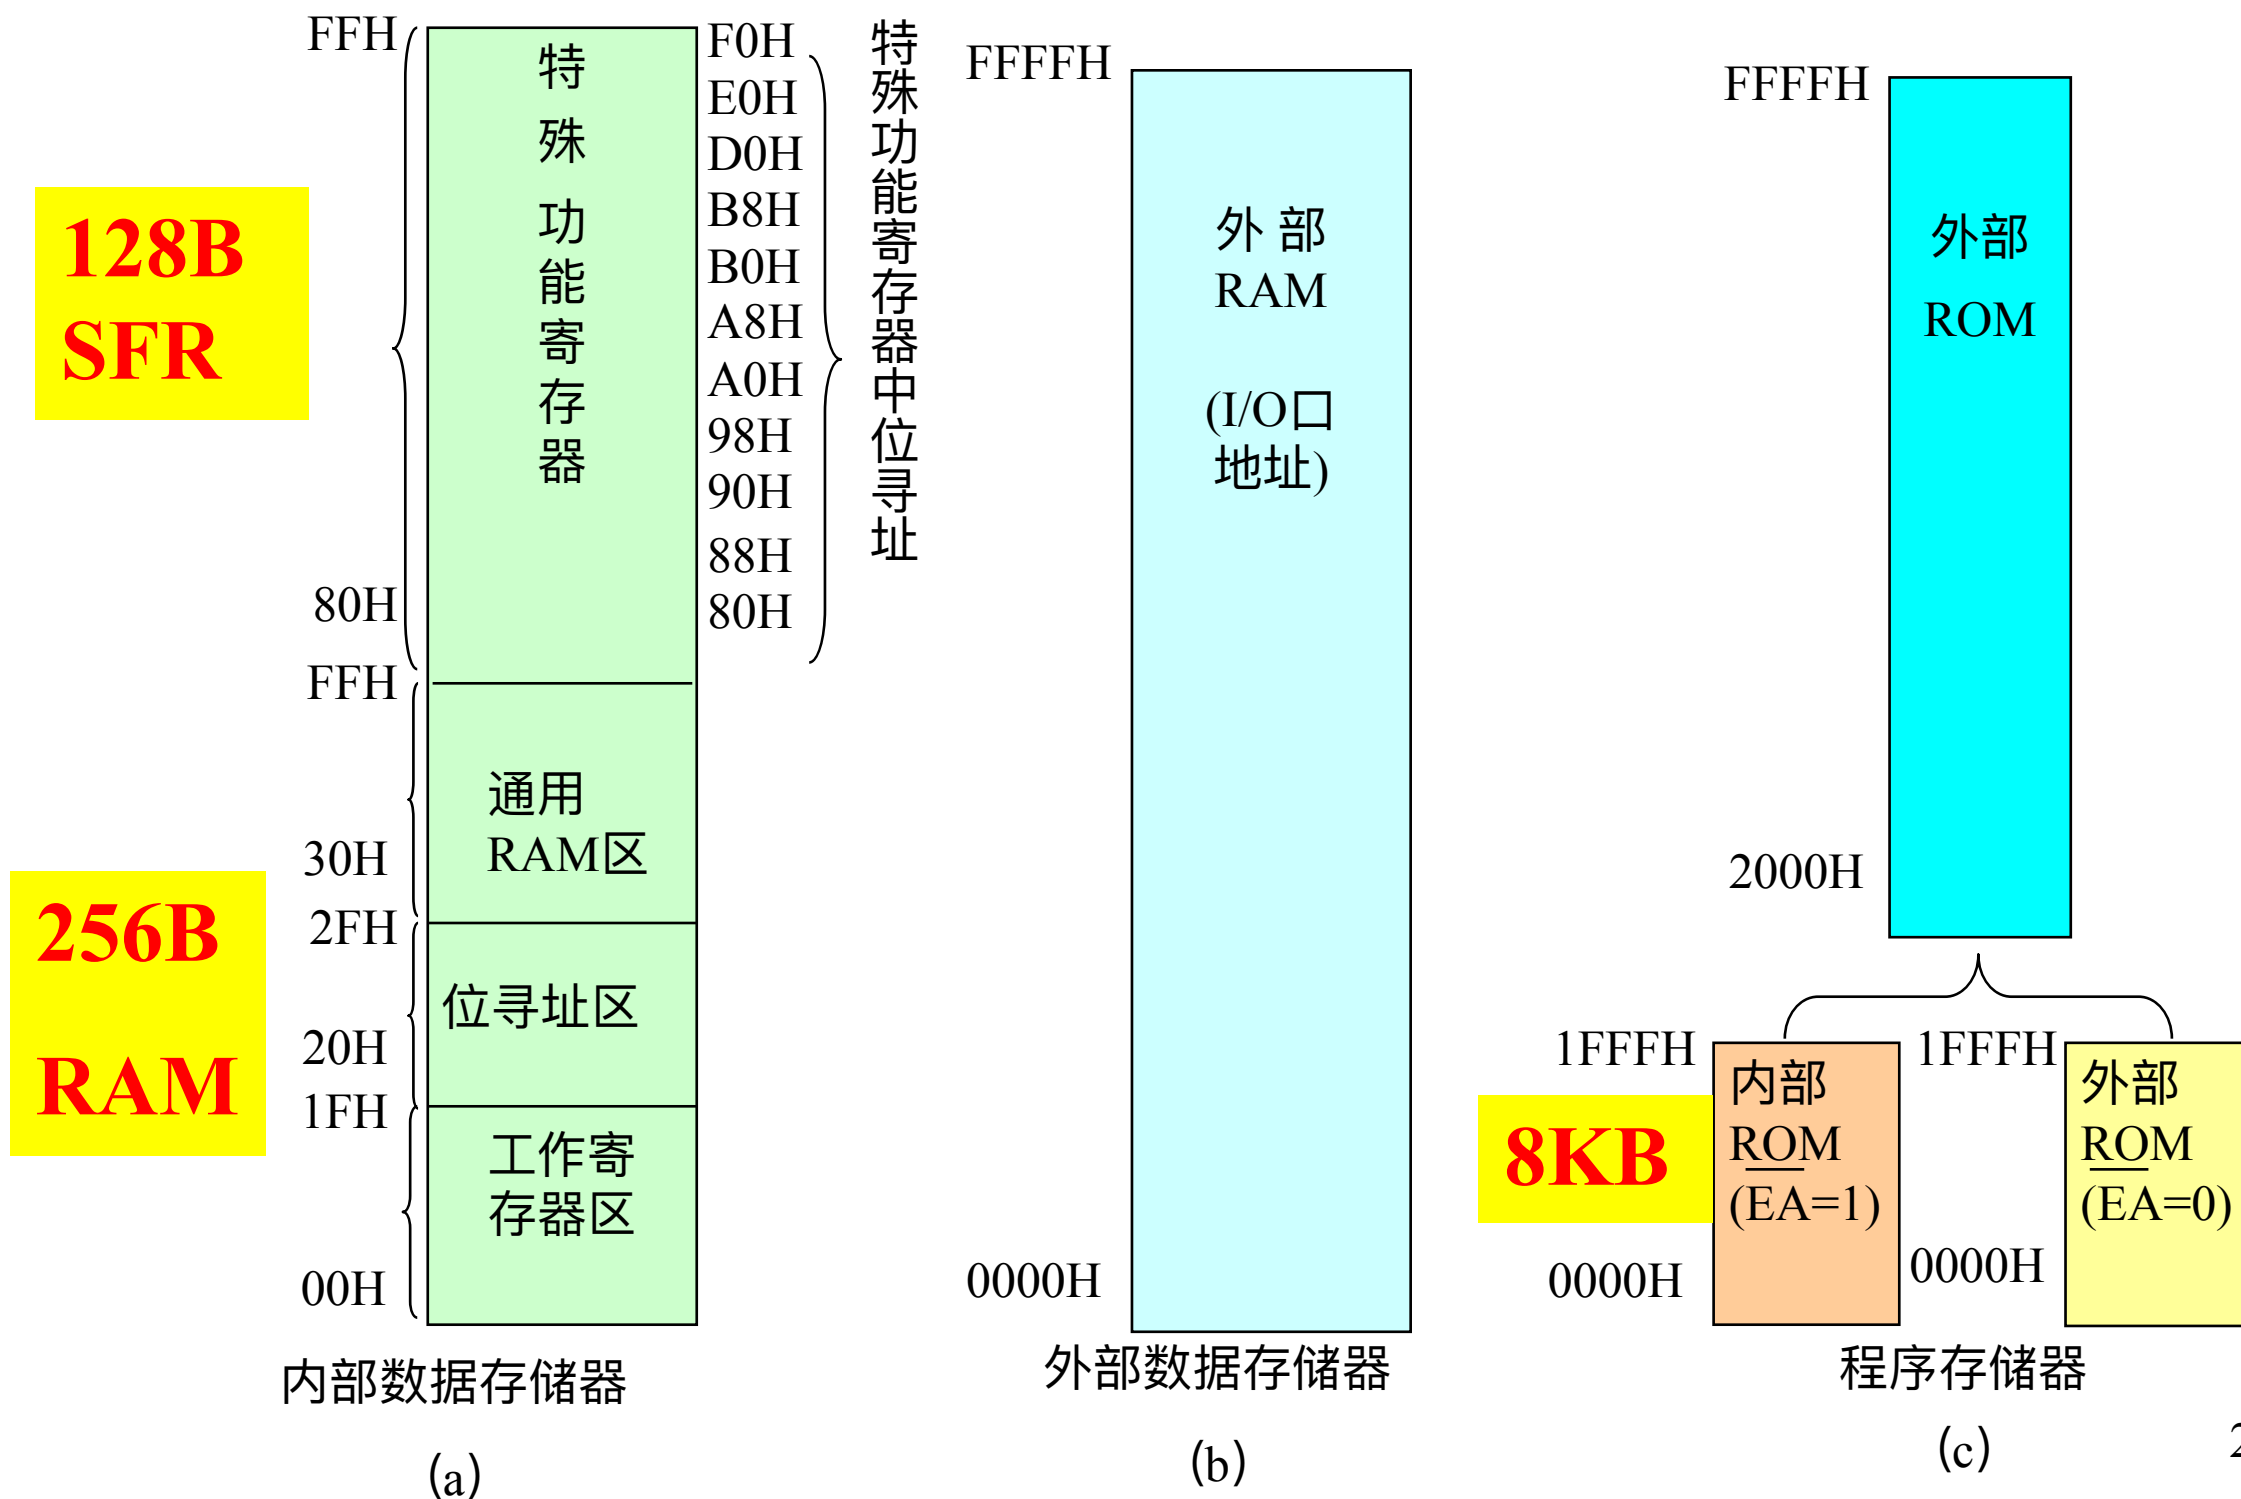 FFH
80H
128B
SFR
特殊功能寄存器
F0H
E0H
D0H
B8H
B0H
A8H
A0H
98H
90H
88H
80H
特殊功能寄存器中位寻址
FFH
30H
通用
RAM区
256B
RAM
2FH
20H
位寻址区
1FH
00H
工作寄
存器区
内部数据存储器
(a)
FFFFH
外 部
RAM
(I/O口
地址)
0000H
外部数据存储器
(b)
FFFFH
外部
ROM
2000H
1FFFH
内部
ROM
(EA=1)
8KB
0000H
1FFFH
外部
ROM
(EA=0)
0000H
程序存储器
(c)